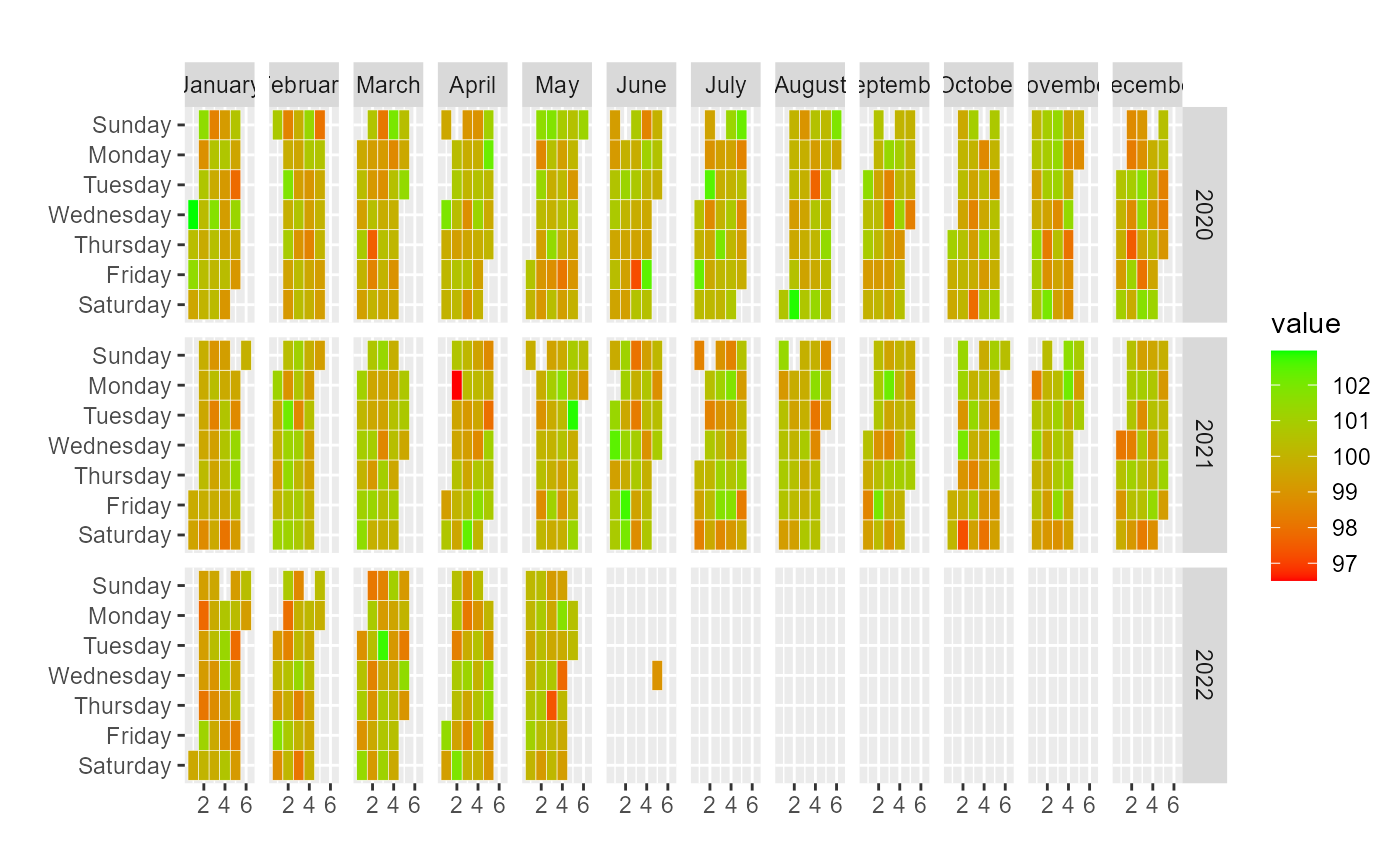 January Februar March April May June July August eptemb Octobe ovemb ecembe
Sunday
Monday
Tuesday
Wednesday
Thursday
Friday
Saturday
2020
Sunday
Monday
Tuesday
Wednesday
Thursday
Friday
Saturday
2021
Sunday
Monday
Tuesday
Wednesday
Thursday
Friday
Saturday
2022
2 4 6 2 4 6 2 4 6 2 4 6 2 4 6 2 4 6 2 4 6 2 4 6 2 4 6 2 4 6 2 4 6 2 4 6
value
102
101
100
99
98
97